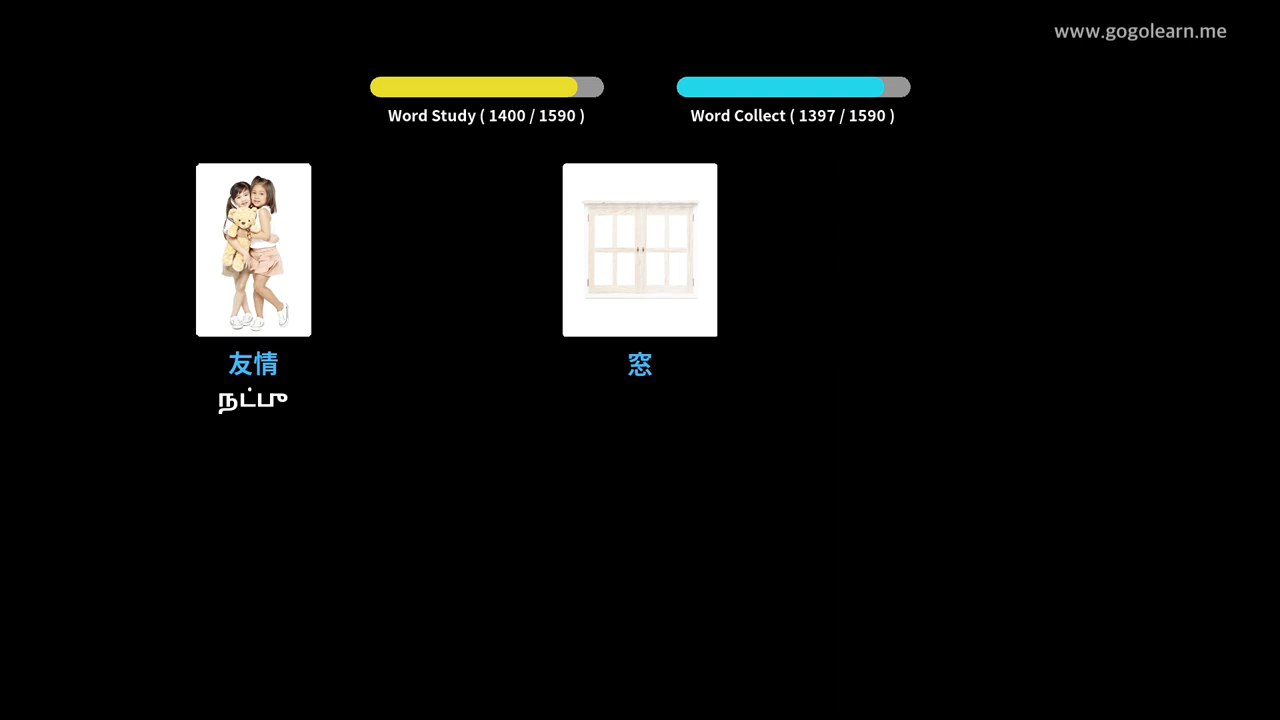 www.gogolearn.me
Word Study ( 1400 / 1590 )
Word Collect ( 1397 / 1590 )
友情
நட்பு
窓